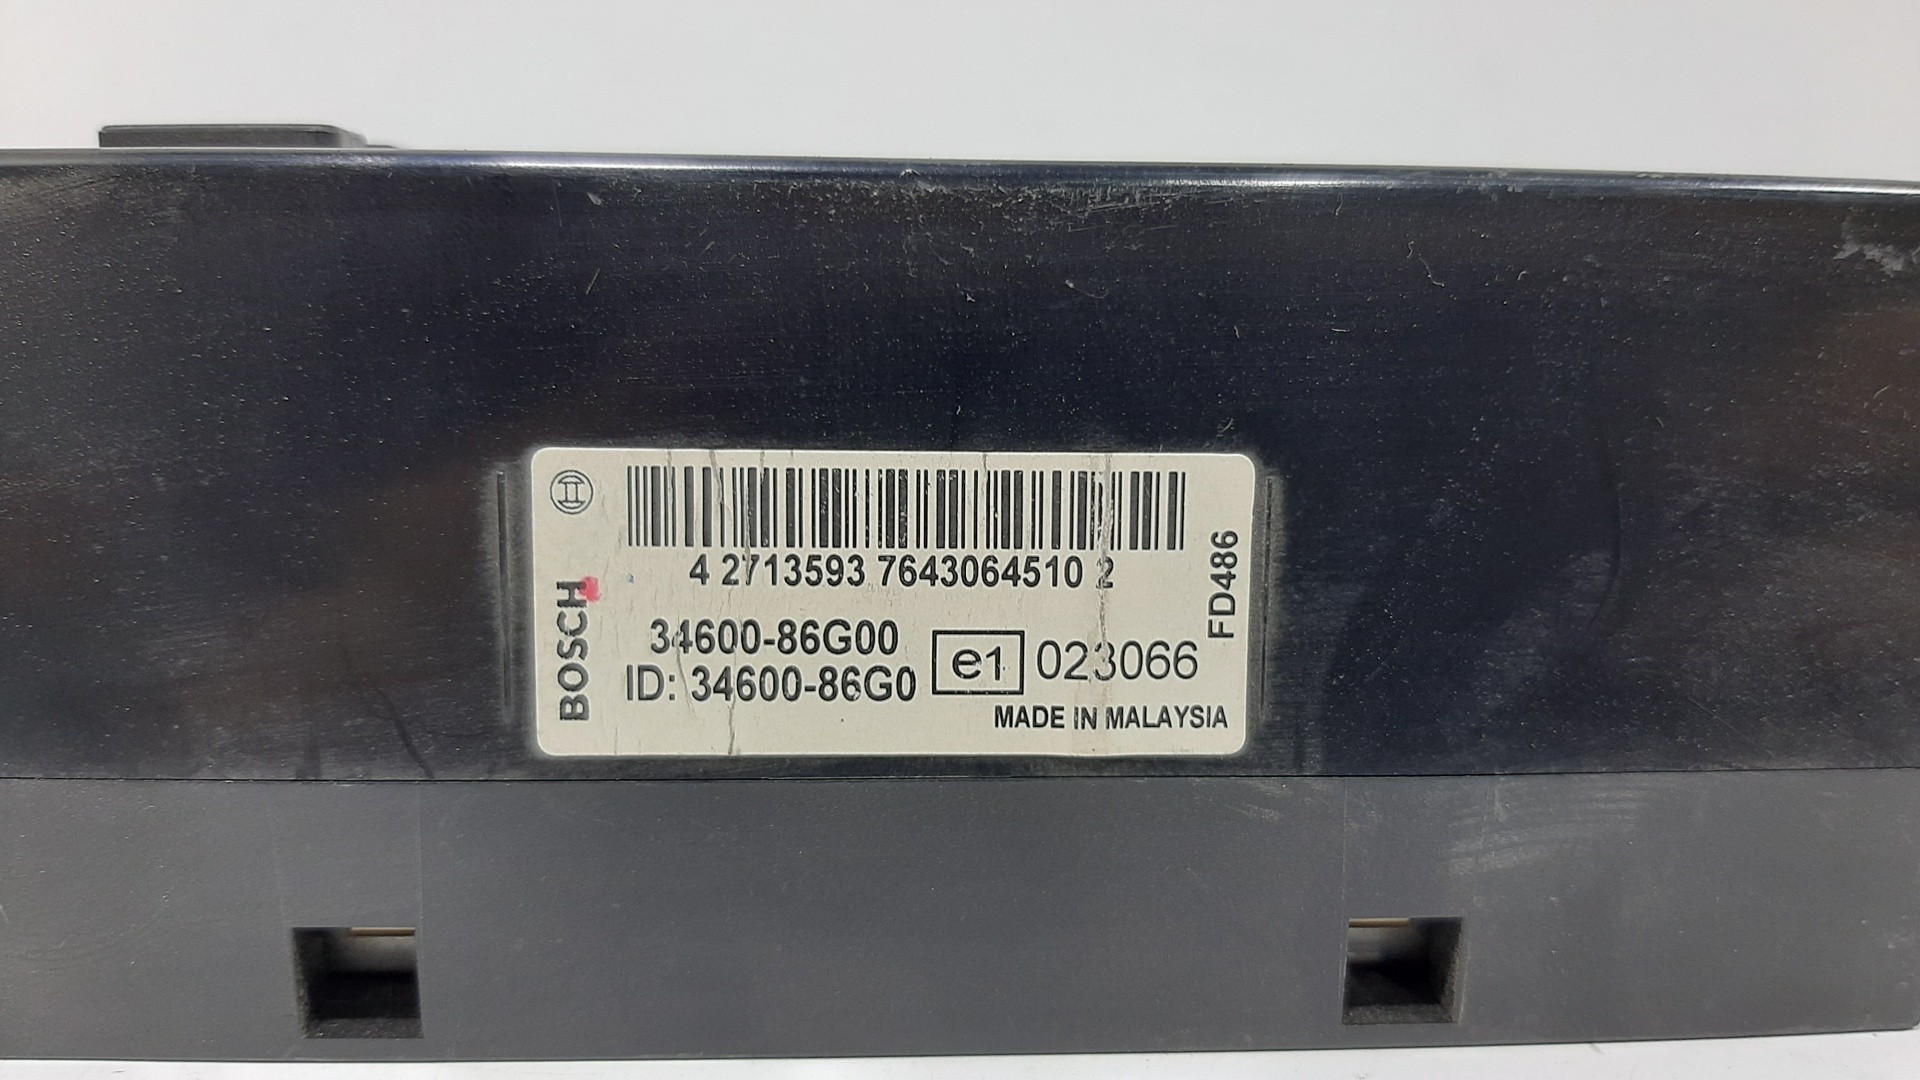 4 2713593 7643064510 2
BOSCH
FD486
34600-86G00
ID: 34600-86G0
e1 023066
MADE IN MALAYSIA